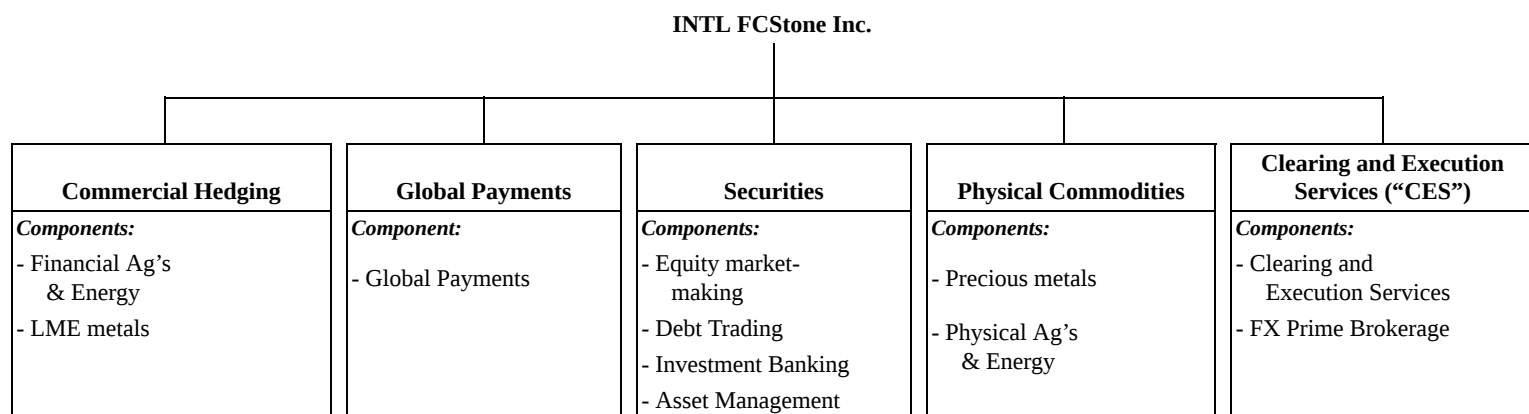 INTL FCStone Inc.
Commercial Hedging
Components:
- Financial Ag’s
& Energy
- LME metals
Global Payments
Component:
- Global Payments
Securities
Components:
- Equity market-
making
- Debt Trading
- Investment Banking
- Asset Management
Physical Commodities
Components:
- Precious metals
- Physical Ag’s
& Energy
Clearing and Execution
Services (“CES”)
Components:
- Clearing and
Execution Services
- FX Prime Brokerage